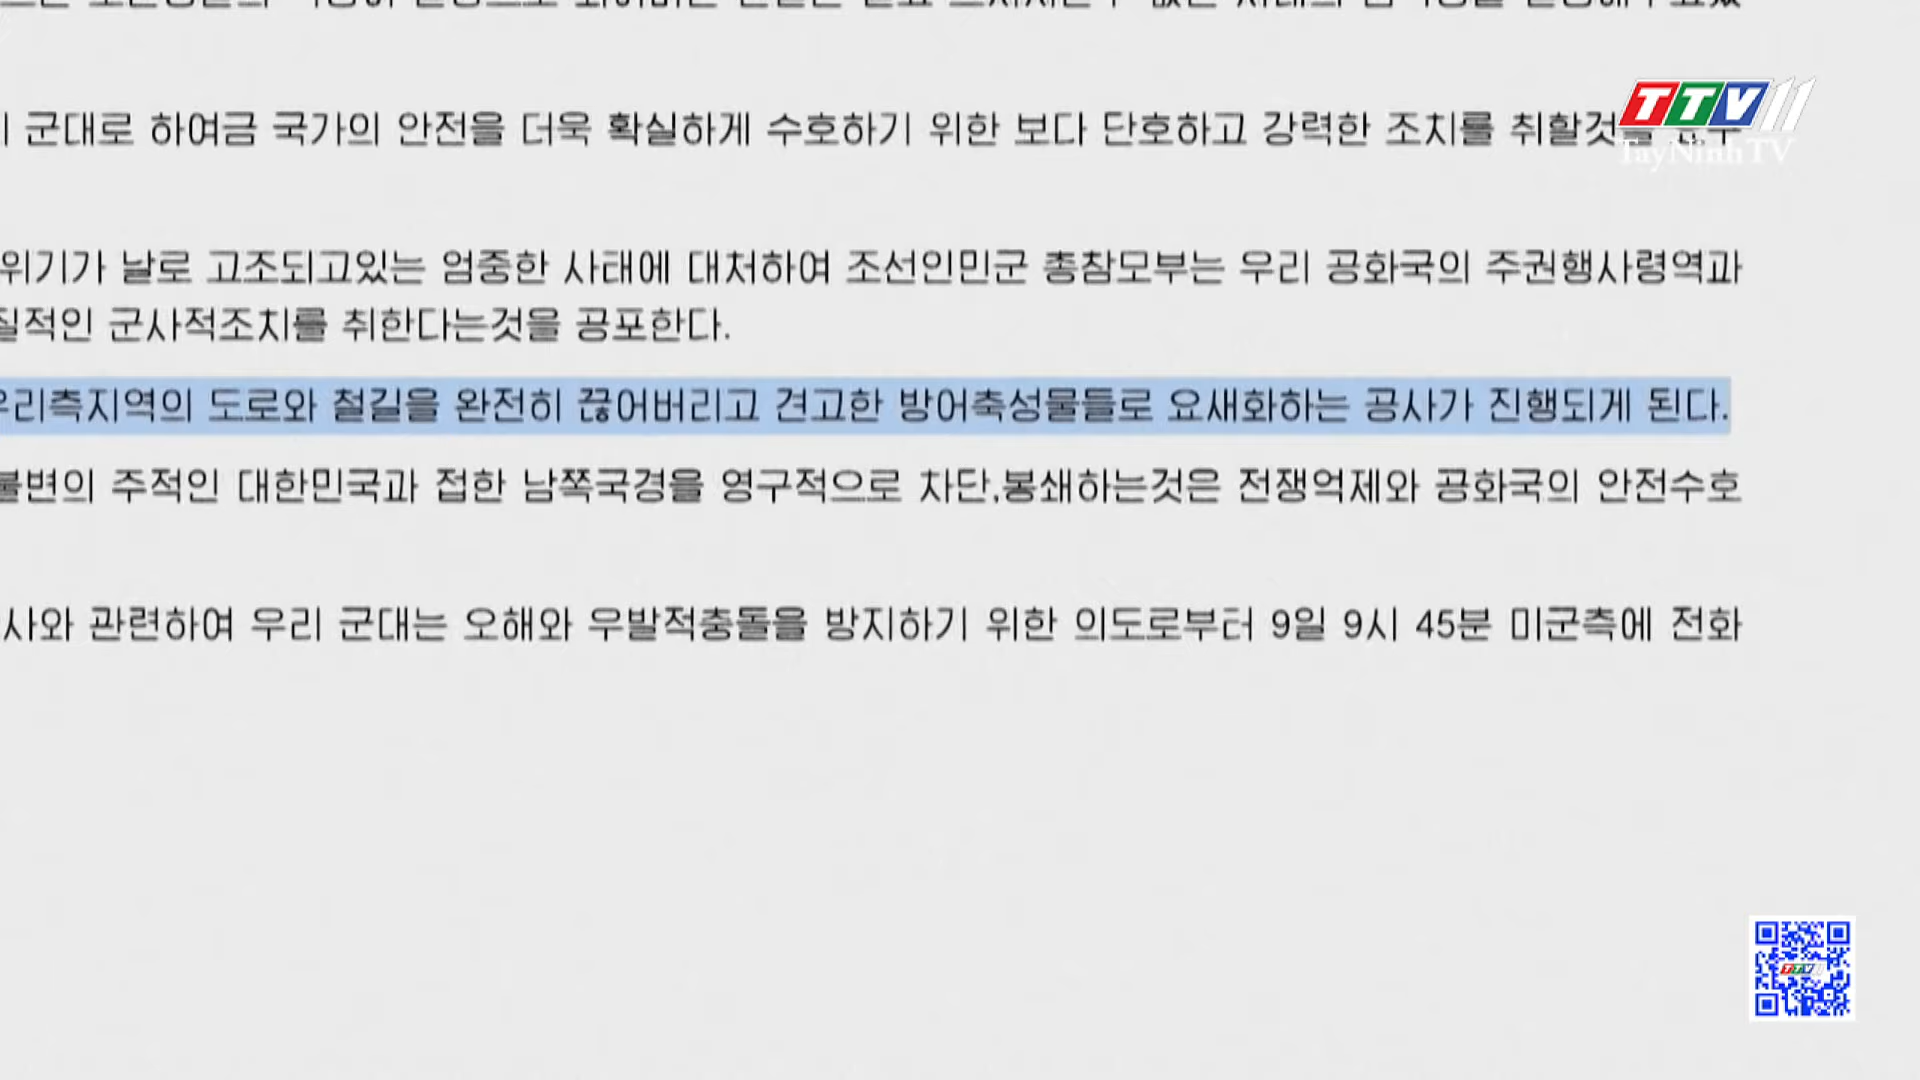 TTV11
TayNinhTV
군대로 하여금 국가의 안전을 더욱 확실하게 수호하기 위한 보다 단호하고 강력한 조치를 취할것을
위기가 날로 고조되고있는 엄중한 사태에 대처하여 조선인민군 총참모부는 우리 공화국의 주권행사령역과
질적인 군사적조치를 취한다는것을 공포한다.
우리측지역의 도로와 철길을 완전히 끊어버리고 견고한 방어축성물들로 요새화하는 공사가 진행되게 된다.
불변의 주적인 대한민국과 접한 남쪽국경을 영구적으로 차단,봉쇄하는것은 전쟁억제와 공화국의 안전수호
사와 관련하여 우리 군대는 오해와 우발적충돌을 방지하기 위한 의도로부터 9일 9시 45분 미군측에 전화
TTV11